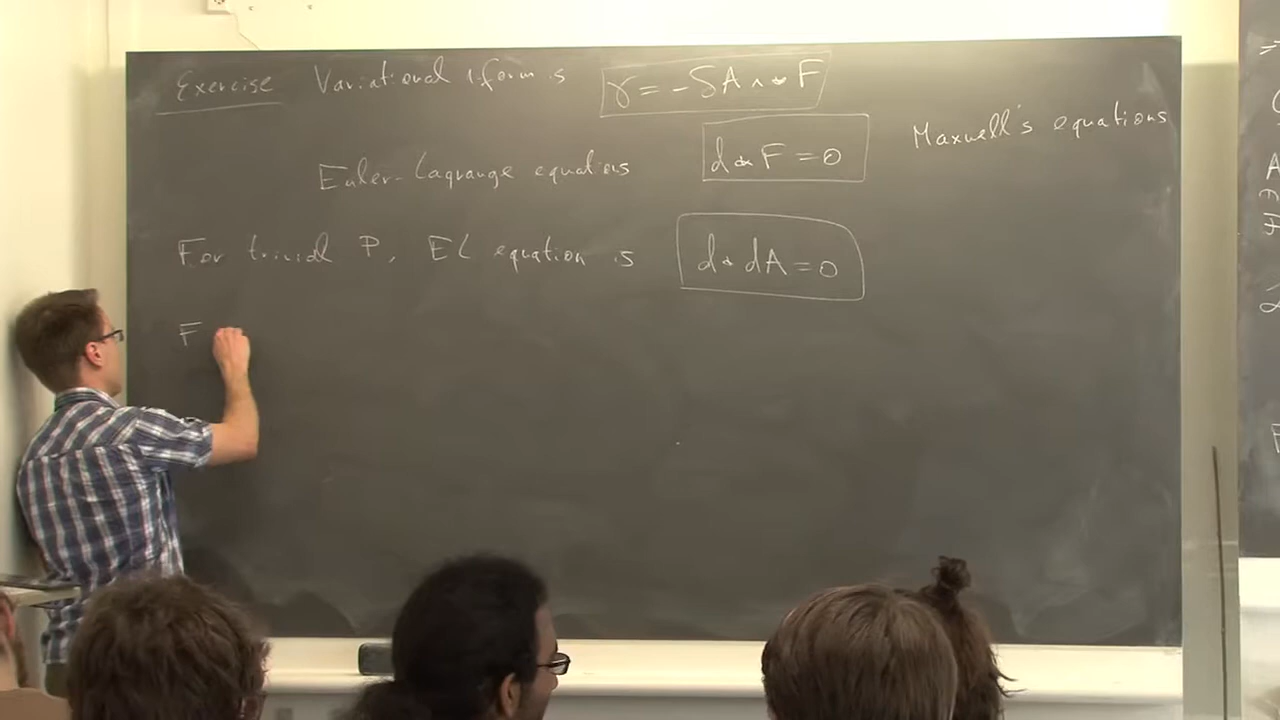 Exercise Variational 1-form is γ = - δA ∧ * F
Euler-Lagrange equations d * F = 0 Maxwell's equations
For trivial P, EL equation is d * dA = 0
F